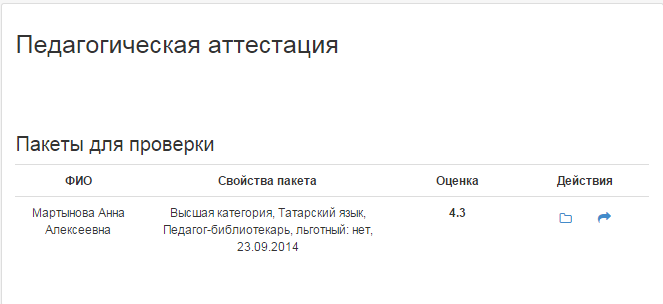 Педагогическая аттестация
Пакеты для проверки
ФИО Свойства пакета Оценка Действия
Мартынова Анна Высшая категория, Татарский язык, 4.3
Алексеевна Педагог-библиотекарь, льготный: нет,
23.09.2014